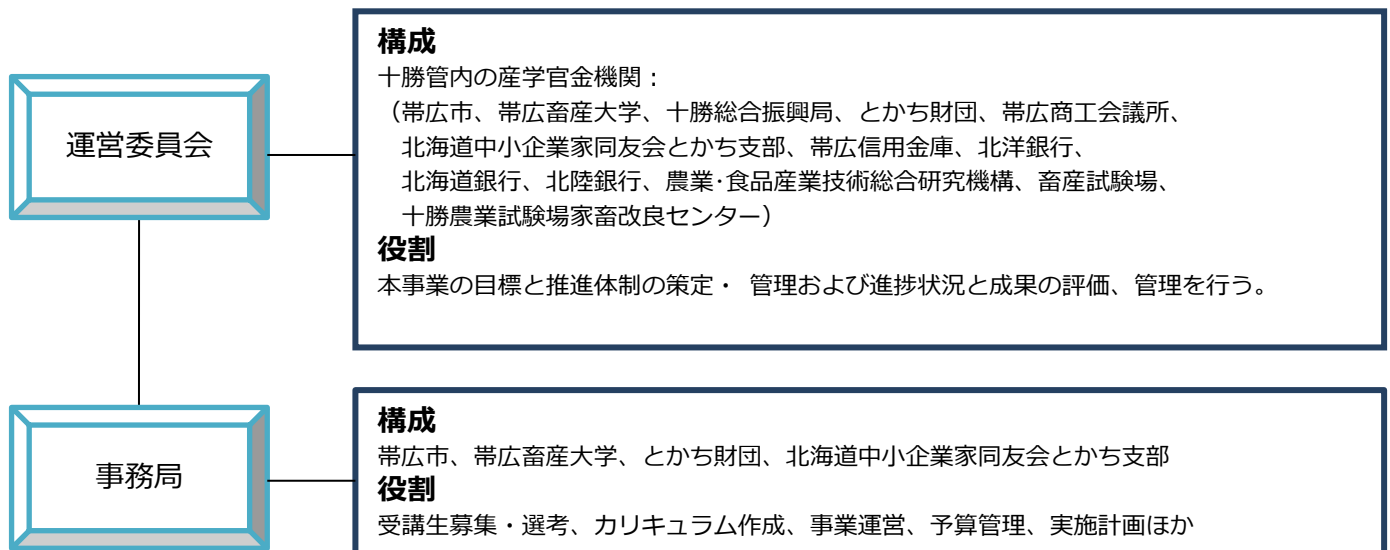 運営委員会
構成
十勝管内の産学官金機関：
（帯広市、帯広畜産大学、十勝総合振興局、とかち財団、帯広商工会議所、
北海道中小企業家同友会とかち支部、帯広信用金庫、北洋銀行、
北海道銀行、北陸銀行、農業･食品産業技術総合研究機構、畜産試験場、
十勝農業試験場家畜改良センター）
役割
本事業の目標と推進体制の策定・ 管理および進捗状況と成果の評価、管理を行う。
事務局
構成
帯広市、帯広畜産大学、とかち財団、北海道中小企業家同友会とかち支部
役割
受講生募集・選考、カリキュラム作成、事業運営、予算管理、実施計画ほか